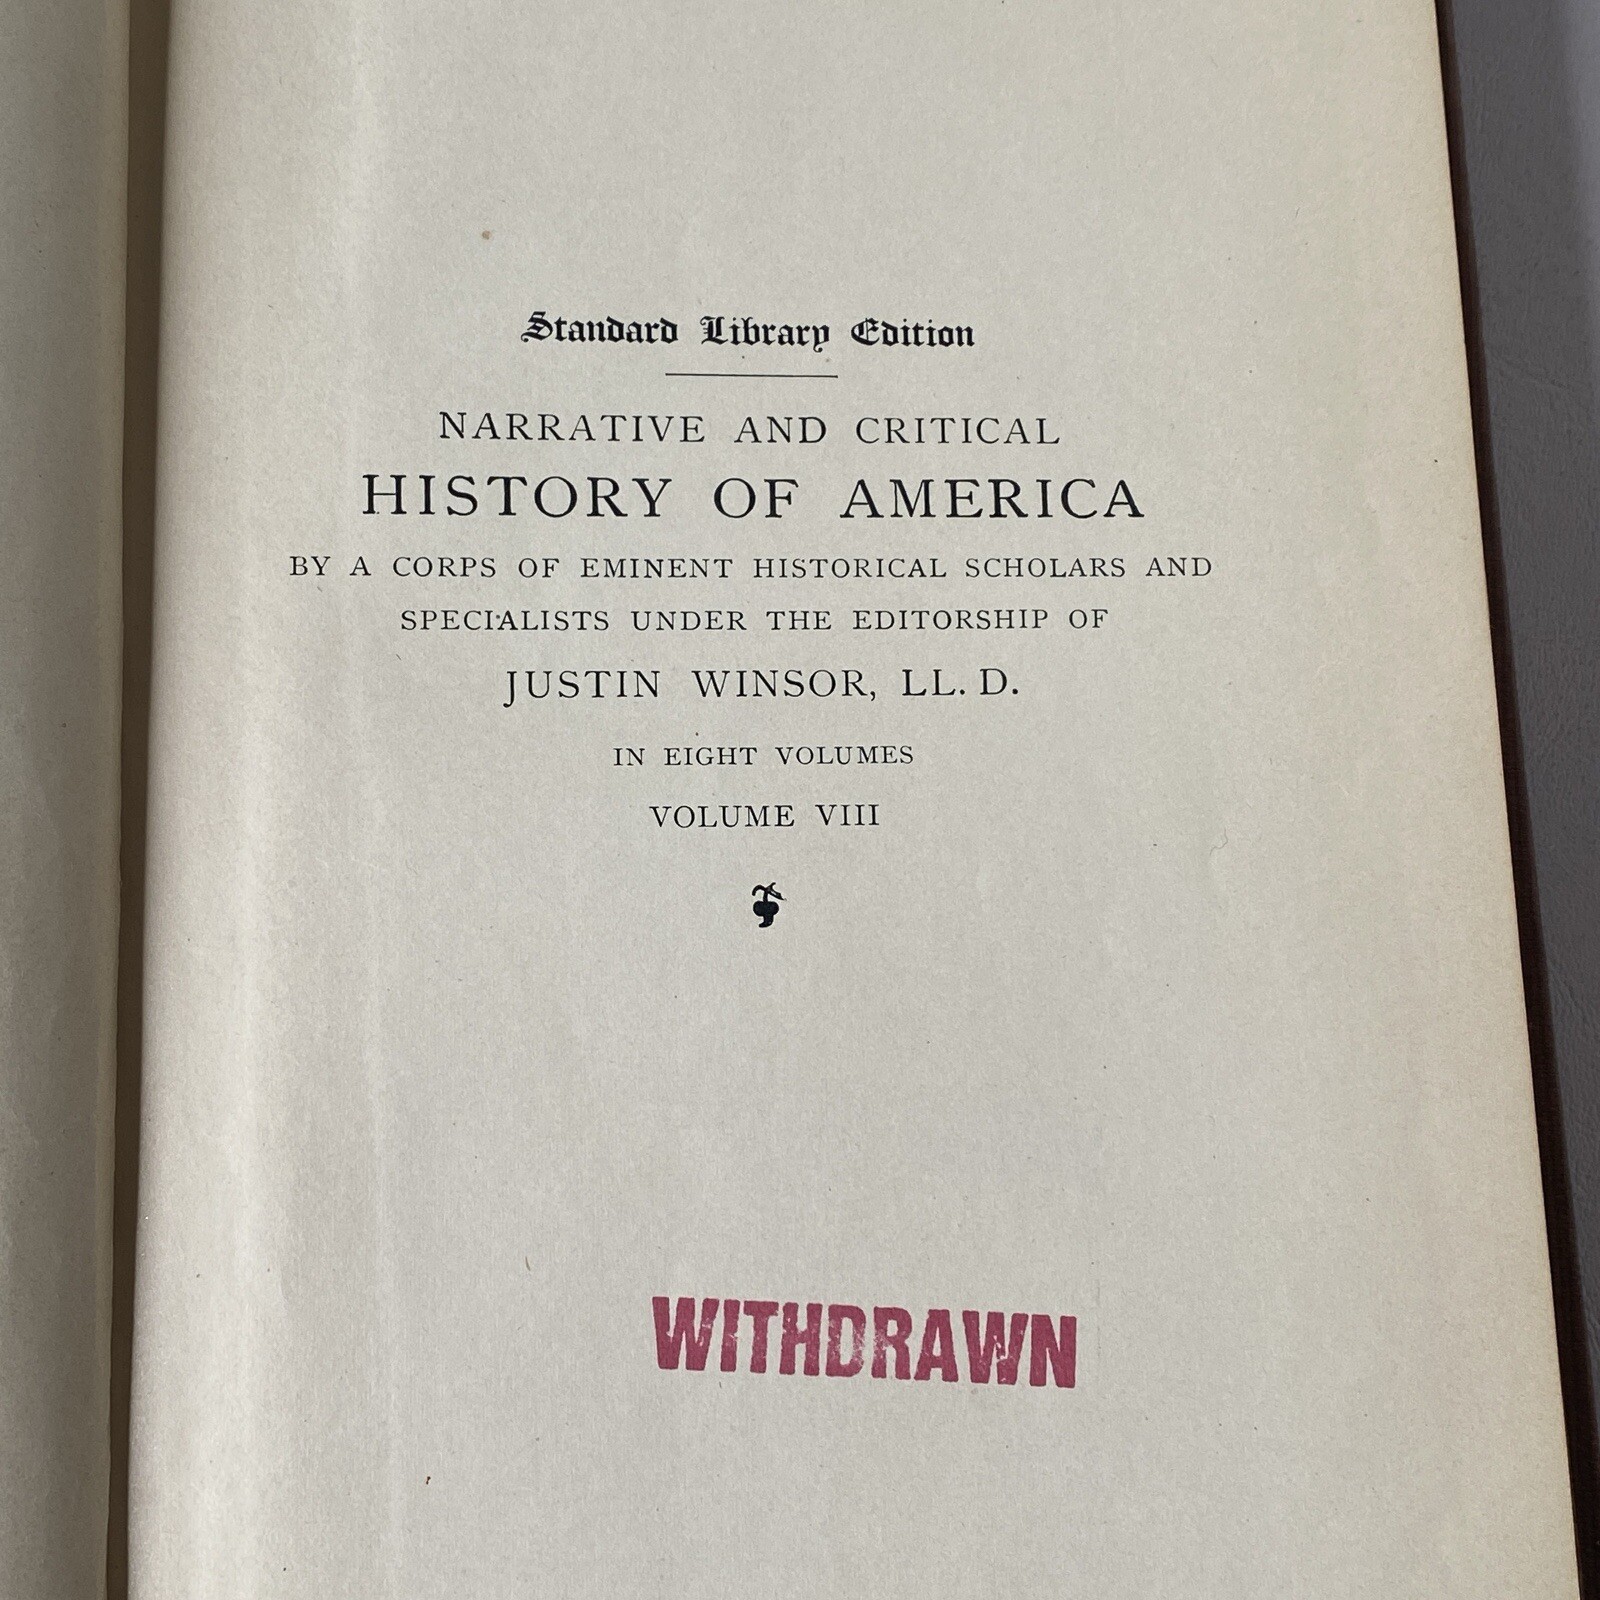 Standard Library Edition
NARRATIVE AND CRITICAL
HISTORY OF AMERICA
BY A CORPS OF EMINENT HISTORICAL SCHOLARS AND
SPECIALISTS UNDER THE EDITORSHIP OF
JUSTIN WINSOR, LL. D.
IN EIGHT VOLUMES
VOLUME VIII
WITHDRAWN